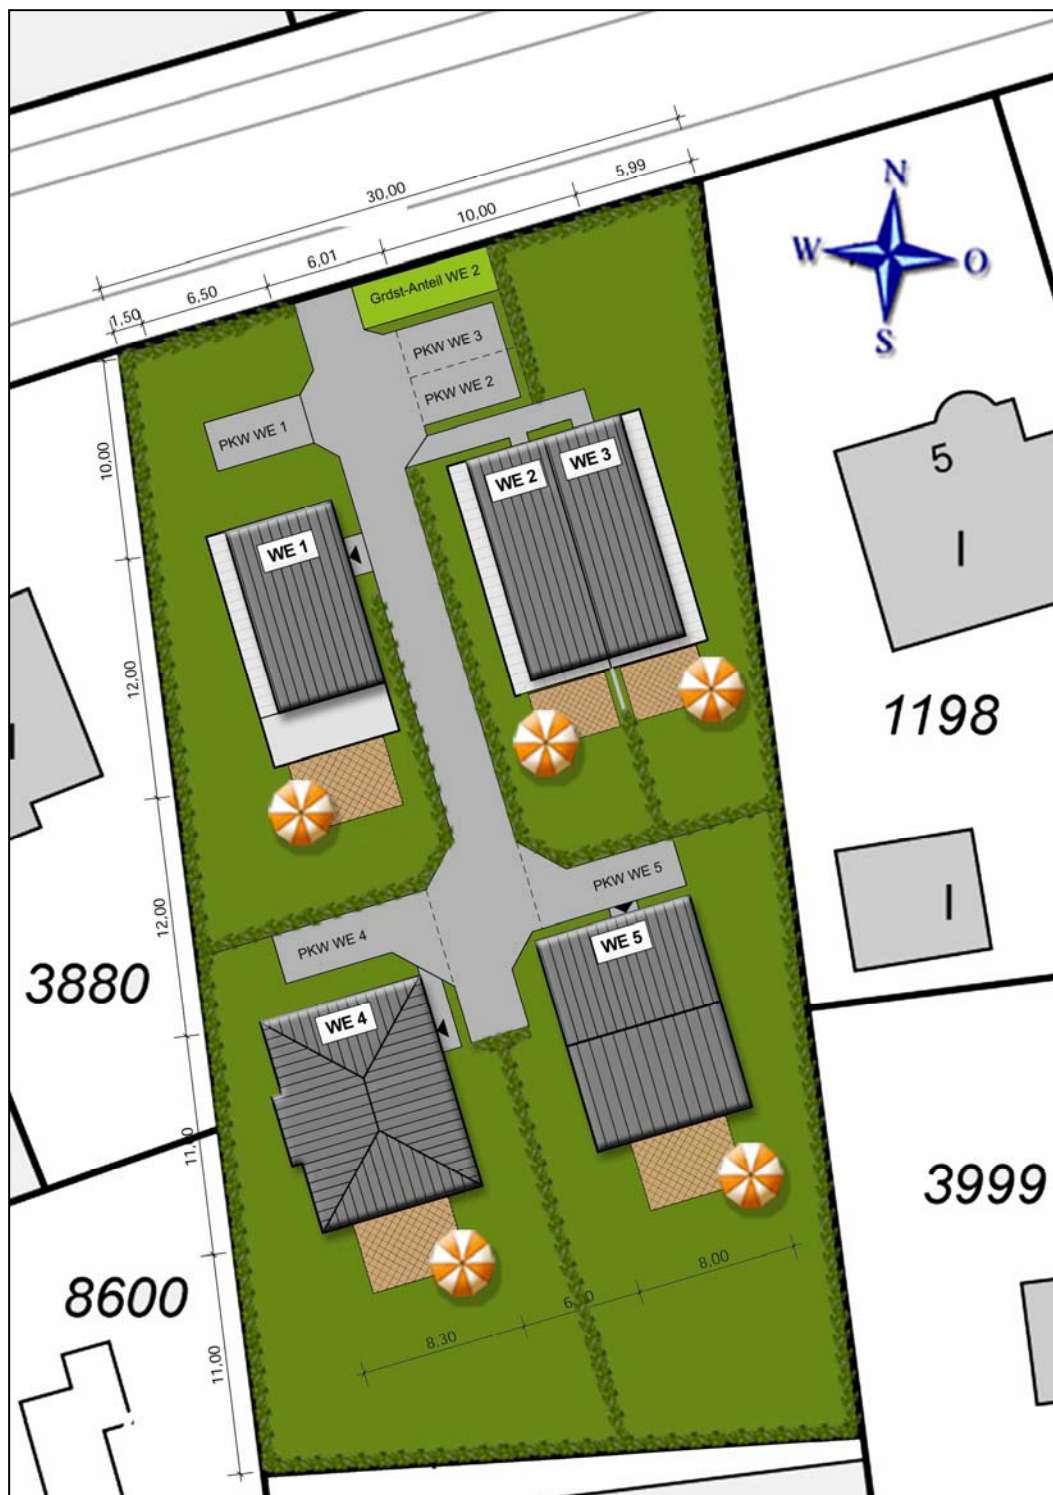 30,00
5,99
10,00
6,01
6,50
1,50
N
W
O
S
Grdst-Anteil WE 2
PKW WE 3
PKW WE 2
PKW WE 1
10,00
WE 3
WE 2
WE 1
5
I
12,00
1198
I
PKW WE 5
I
12,00
PKW WE 4
WE 5
3880
WE 4
3999
8600
8.00
8.30
11,00